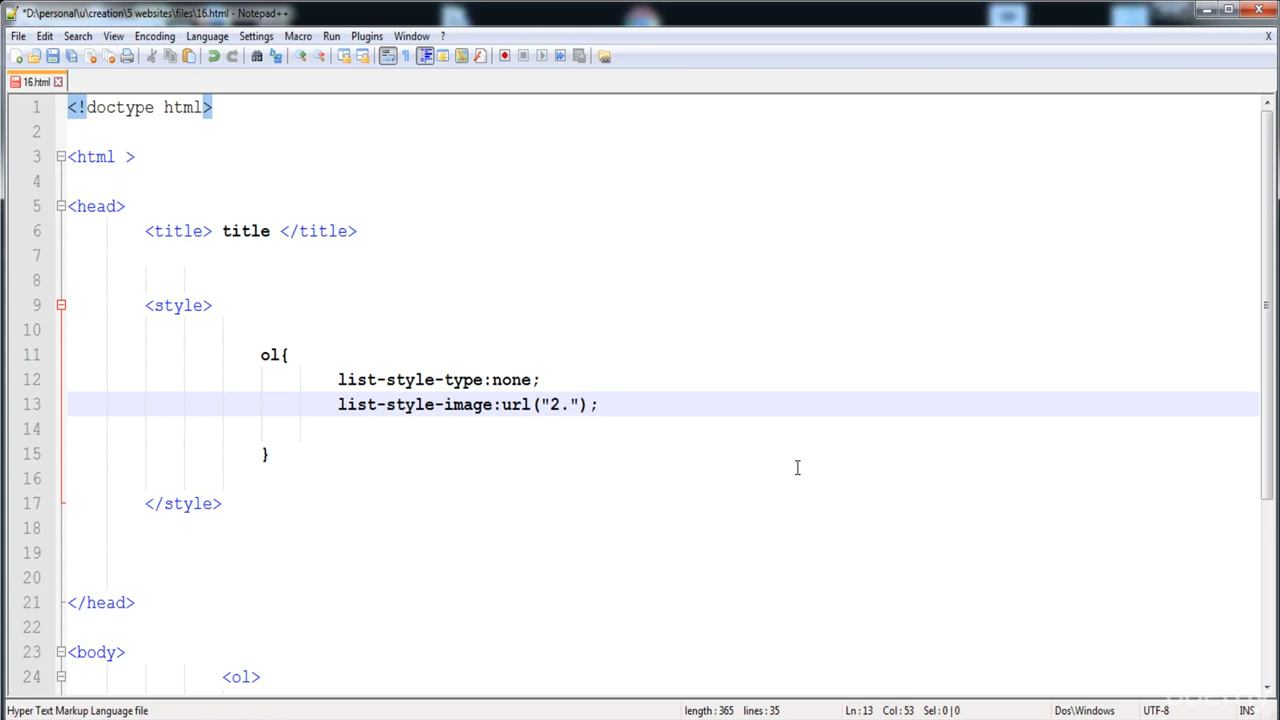 *D:\personal\u\creation\5 websites\files\16.html - Notepad++
File Edit Search View Encoding Language Settings Macro Run Plugins Window ? X
16.html
1 <!doctype html>
2
3 <html >
4
5 <head>
6 <title> title </title>
7
8
9 <style>
10
11 ol{
12 list-style-type:none;
13 list-style-image:url("2.");
14
15 }
16
17 </style>
18
19
20
21 </head>
22
23 <body>
24 <ol>
Hyper Text Markup Language file length : 365 lines : 35 Ln : 13 Col : 53 Sel : 0 | 0 Dos\Windows UTF-8 INS